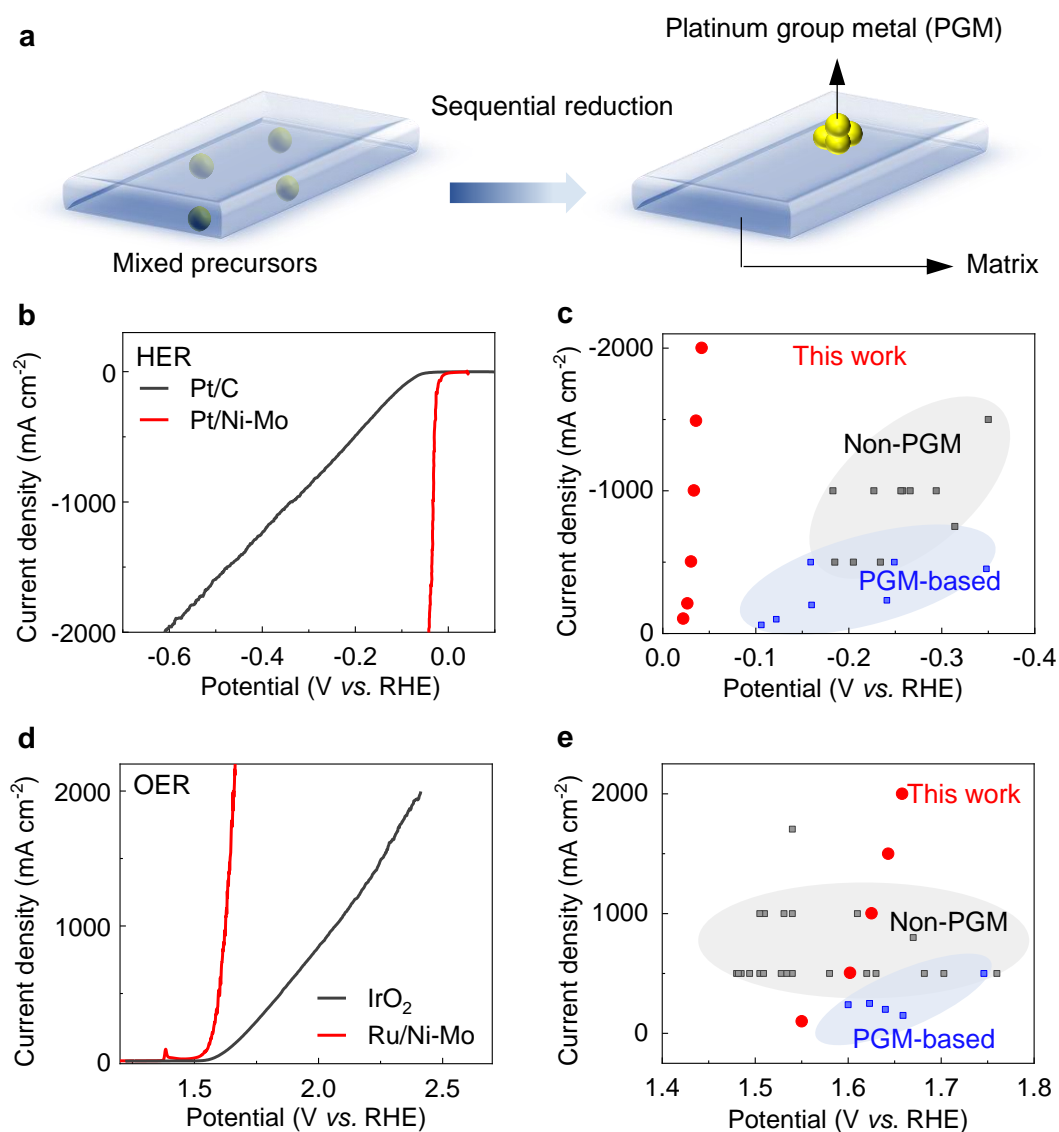 a
Platinum group metal (PGM)
Sequential reduction
Mixed precursors
Matrix
b
HER
Pt/C
Pt/Ni-Mo
0
-1000
-2000
-0.6
-0.4
-0.2
0.0
Current density (mA cm-2)
Potential (V vs. RHE)
c
This work
Non-PGM
PGM-based
-2000
-1000
0
0.0
-0.1
-0.2
-0.3
-0.4
Current density (mA cm-2)
Potential (V vs. RHE)
d
OER
IrO2
Ru/Ni-Mo
2000
1000
0
1.5
2.0
2.5
Current density (mA cm-2)
Potential (V vs. RHE)
e
This work
Non-PGM
PGM-based
2000
1000
0
1.4
1.5
1.6
1.7
1.8
Current density (mA cm-2)
Potential (V vs. RHE)